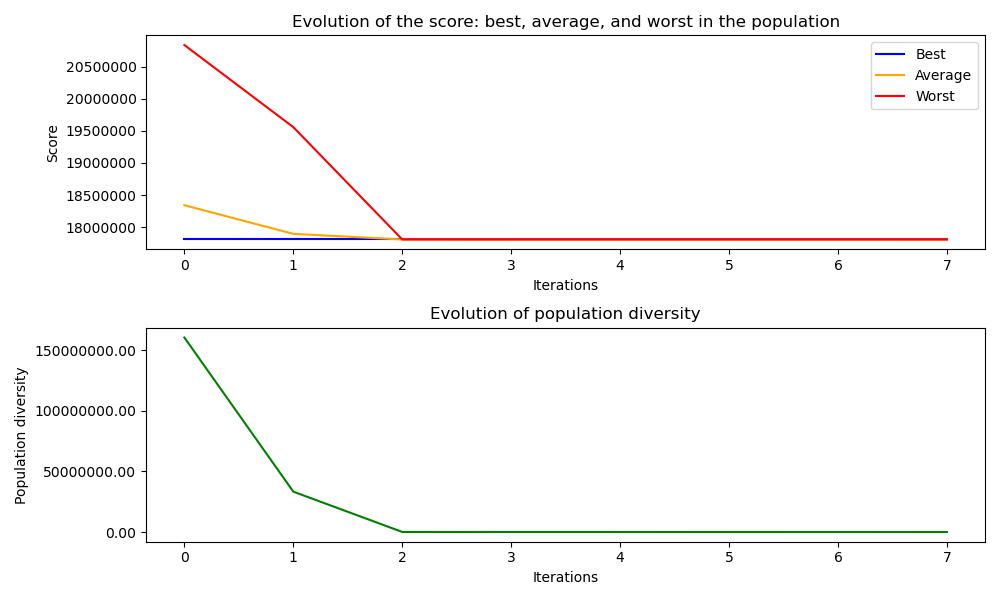 Evolution of the score: best, average, and worst in the population
Score
20500000
20000000
19500000
19000000
18500000
18000000
Best
Average
Worst
0 1 2 3 4 5 6 7
Iterations
Evolution of population diversity
Population diversity
150000000.00
100000000.00
50000000.00
0.00
0 1 2 3 4 5 6 7
Iterations